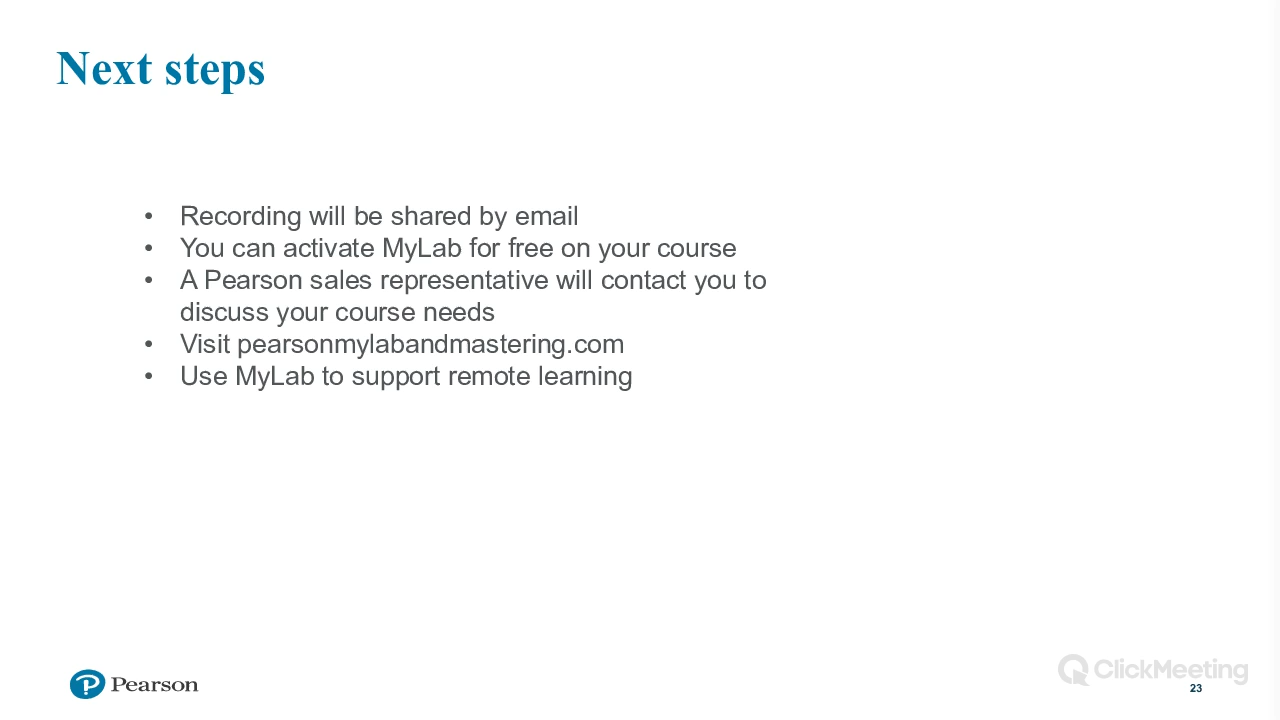 Next steps
• Recording will be shared by email
• You can activate MyLab for free on your course
• A Pearson sales representative will contact you to
discuss your course needs
• Visit pearsonmylabandmastering.com
• Use MyLab to support remote learning
Pearson
ClickMeeting
23